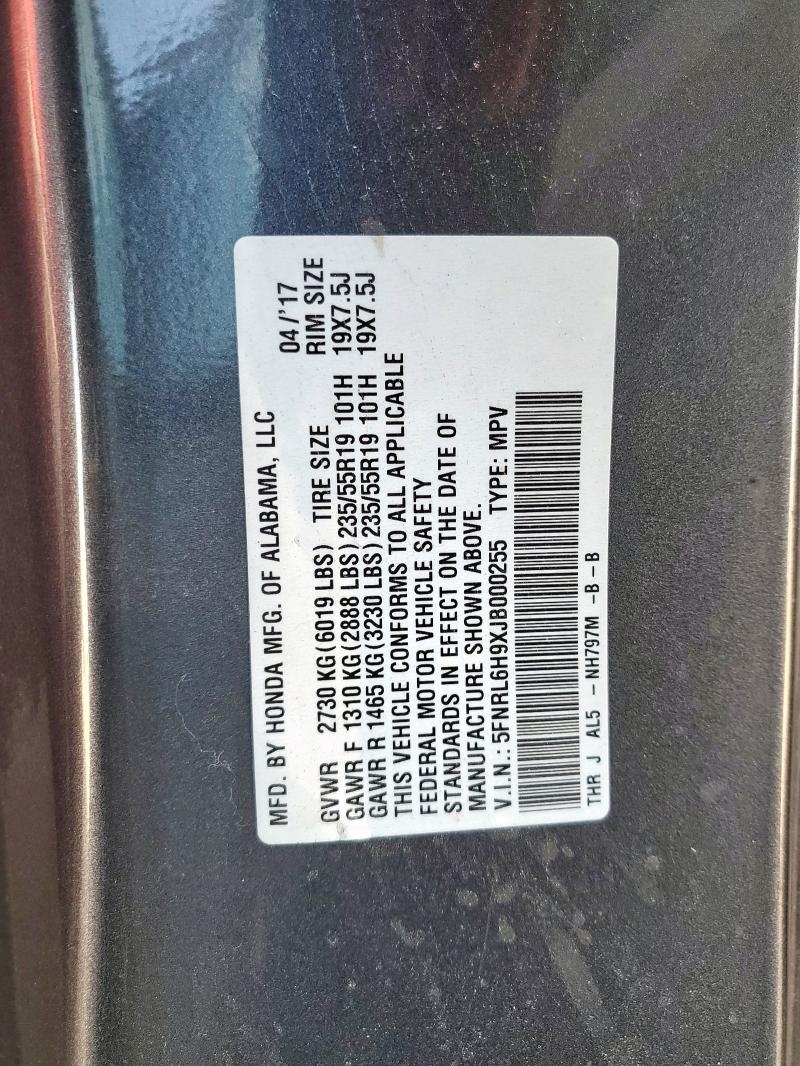 MFD. BY HONDA MFG. OF ALABAMA, LLC
04/'17
GVWR 2730 KG(6019 LBS) TIRE SIZE RIM SIZE
GAWR F 1310 KG(2888 LBS) 235/55R19 101H 19X7.5J
GAWR R 1465 KG(3230 LBS) 235/55R19 101H 19X7.5J
THIS VEHICLE CONFORMS TO ALL APPLICABLE
FEDERAL MOTOR VEHICLE SAFETY
STANDARDS IN EFFECT ON THE DATE OF
MANUFACTURE SHOWN ABOVE.
V.I.N.: 5FNRL6H9XJB000255 TYPE: MPV
THR J AL5 -NH797M -B-B